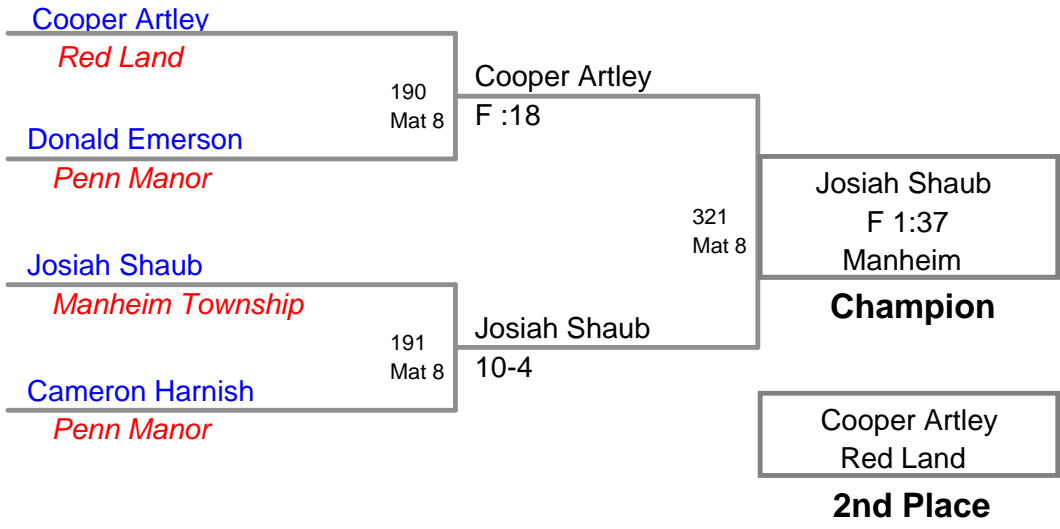 Cooper Artley
Red Land
190
Mat 8
Cooper Artley
F :18
Donald Emerson
Penn Manor
321
Mat 8
Josiah Shaub
F 1:37
Manheim
Champion
Josiah Shaub
Manheim Township
191
Mat 8
Josiah Shaub
10-4
Cameron Harnish
Penn Manor
Cooper Artley
Red Land
2nd Place